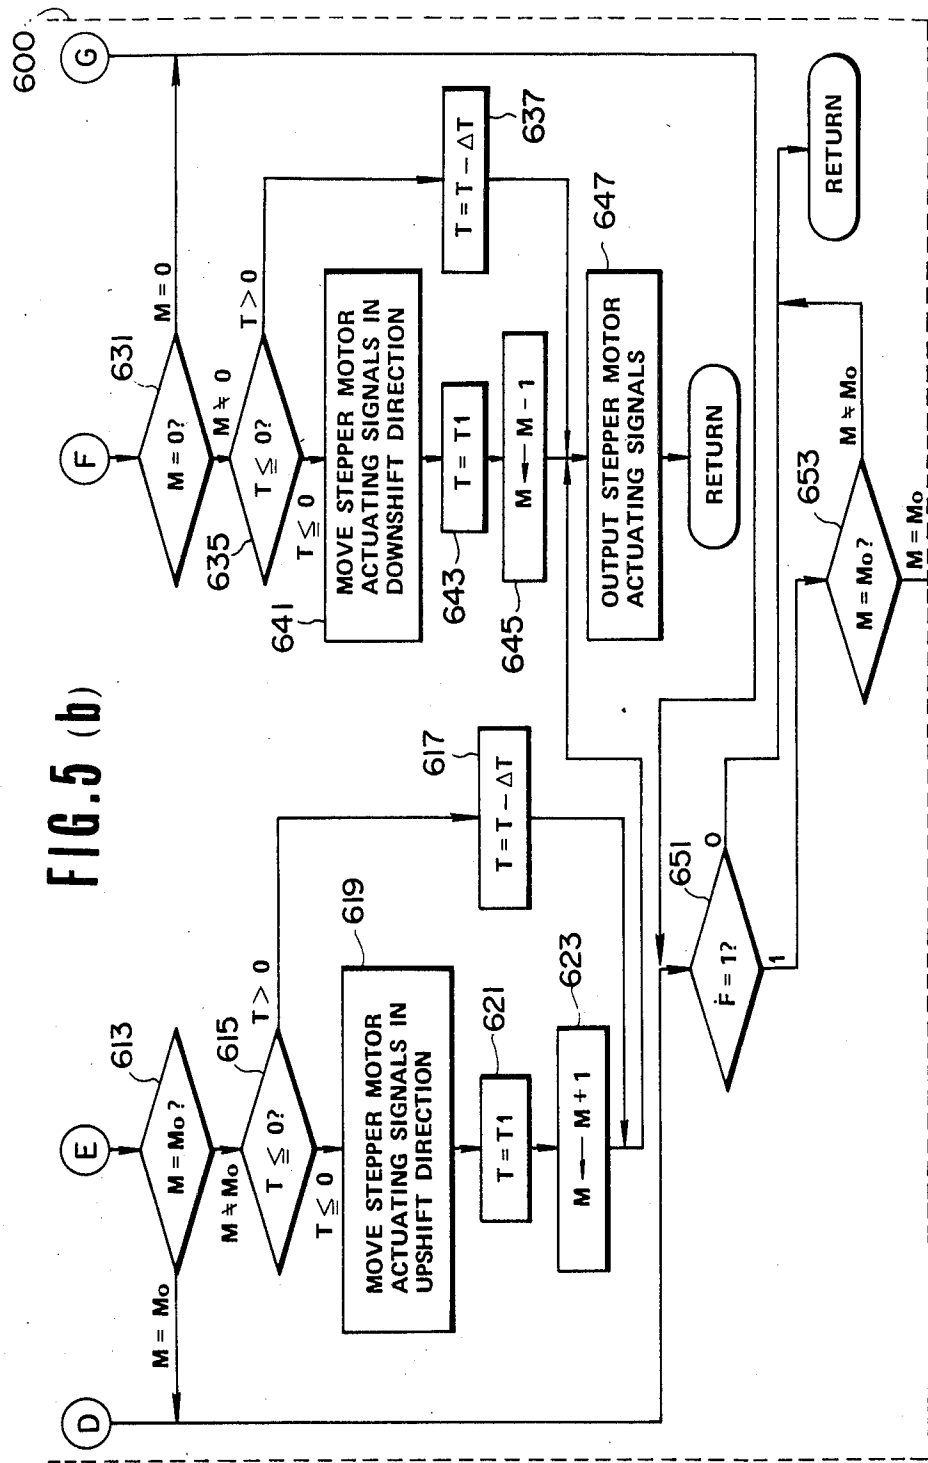 FIG.5 (b)
600
D
E
F
G
613
M = Mo?
M = Mo
M ≒ Mo
615
T ≦ 0?
T > 0
T ≦ 0
619
MOVE STEPPER MOTOR
ACTUATING SIGNALS IN
UPSHIFT DIRECTION
617
T = T − ΔT
621
T = T1
623
M ← M + 1
631
M = 0?
M = 0
M ≒ 0
635
T ≦ 0?
T > 0
T ≦ 0
641
MOVE STEPPER MOTOR
ACTUATING SIGNALS IN
DOWNSHIFT DIRECTION
637
T = T − ΔT
643
T = T1
645
M ← M − 1
647
OUTPUT STEPPER MOTOR
ACTUATING SIGNALS
RETURN
651
F = 1?
0
1
653
M = Mo?
M ≒ Mo
M = Mo
RETURN